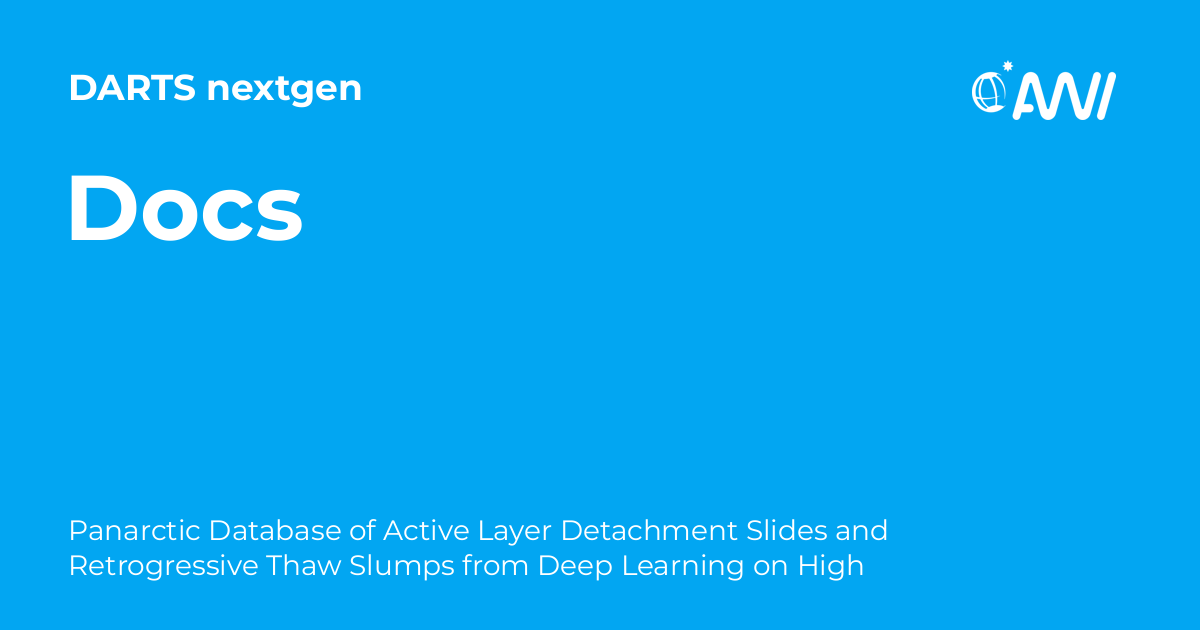 DARTS nextgen
AWI
Docs
Panarctic Database of Active Layer Detachment Slides and
Retrogressive Thaw Slumps from Deep Learning on High